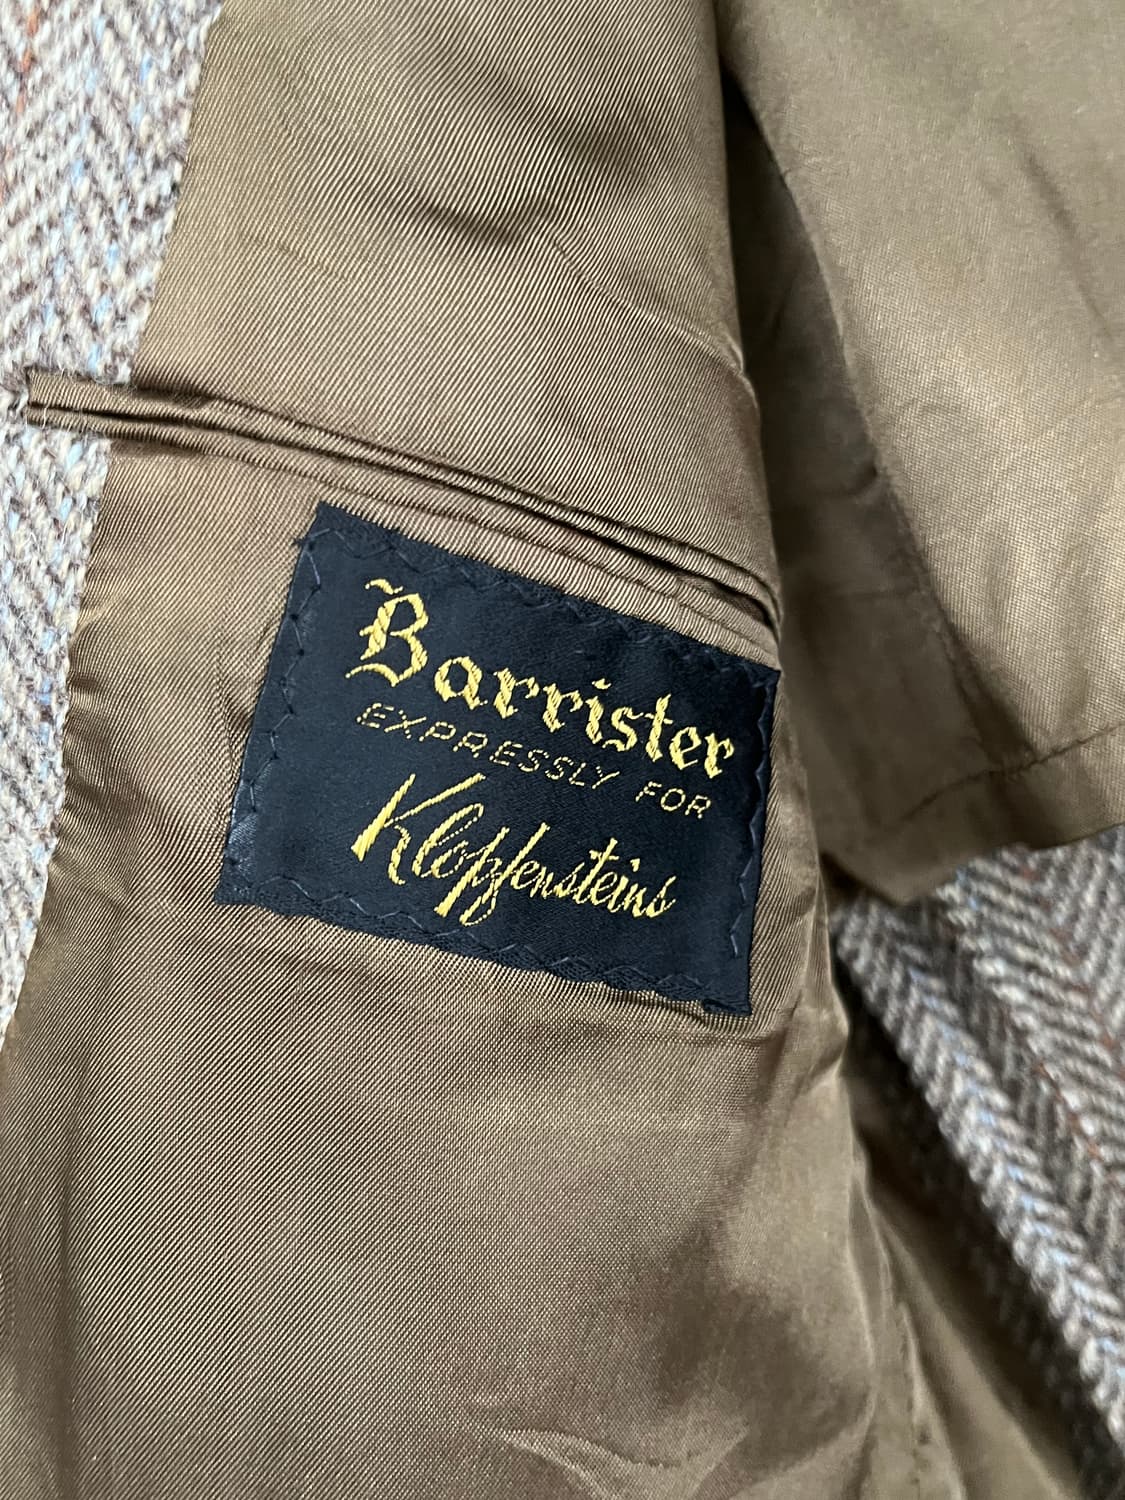 Barrister
EXPRESSLY FOR
Klopfensteins